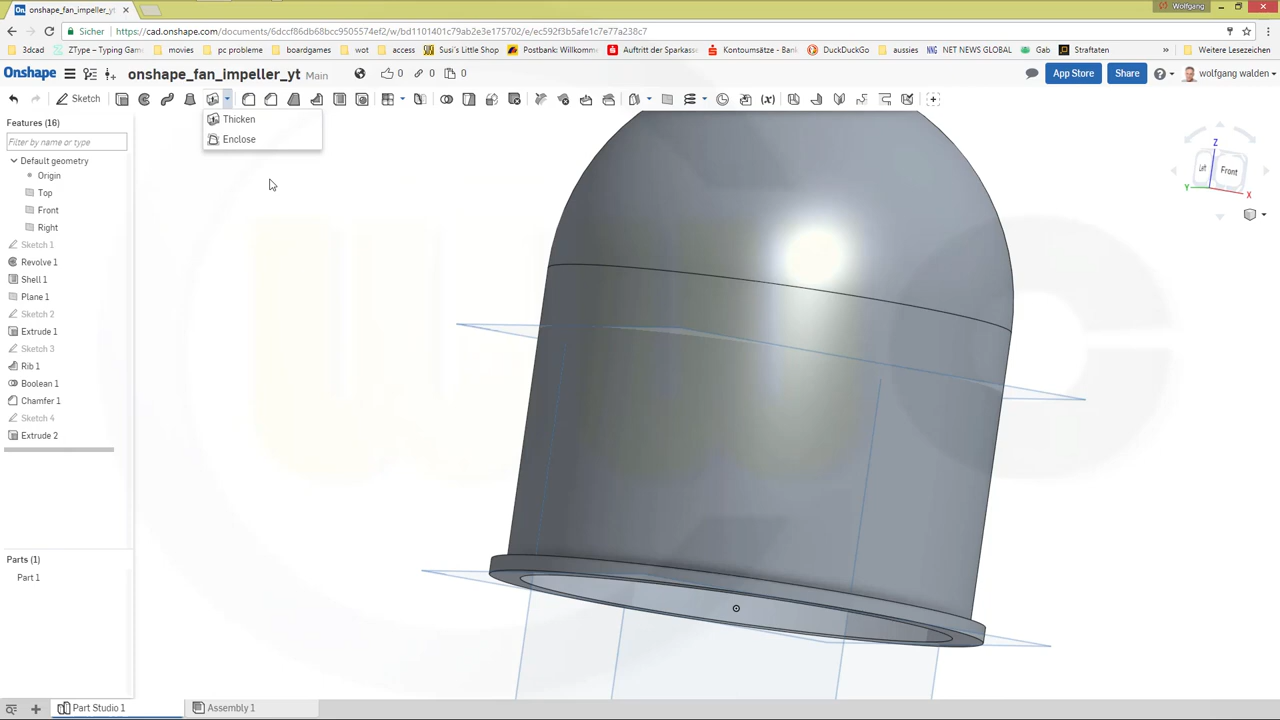 Wolfgang
On. onshape_fan_impeller_yt
Sicher https://cad.onshape.com/documents/6dccf86db68bcc9505574ef2/w/bd1101401c79ab2e3e175702/e/ec592f3b5afe1c7e77a238c7
3dcad ZType – Typing Gam movies pc probleme boardgames wot access Susi´s Little Shop Postbank: Willkomme Auftritt der Sparkasse Kontoumsätze - Bank DuckDuckGo aussies NET NEWS GLOBAL Gab Straftaten Weitere Lesezeichen
Onshape onshape_fan_impeller_yt Main 0 0 0 App Store Share wolfgang walden
Sketch (x)
Features (16)
Filter by name or type
Default geometry
Origin
Top
Front
Right
Sketch 1
Revolve 1
Shell 1
Plane 1
Sketch 2
Extrude 1
Sketch 3
Rib 1
Boolean 1
Chamfer 1
Sketch 4
Extrude 2
Thicken
Enclose
Z
Left Front
Y X
Parts (1)
Part 1
Part Studio 1 Assembly 1